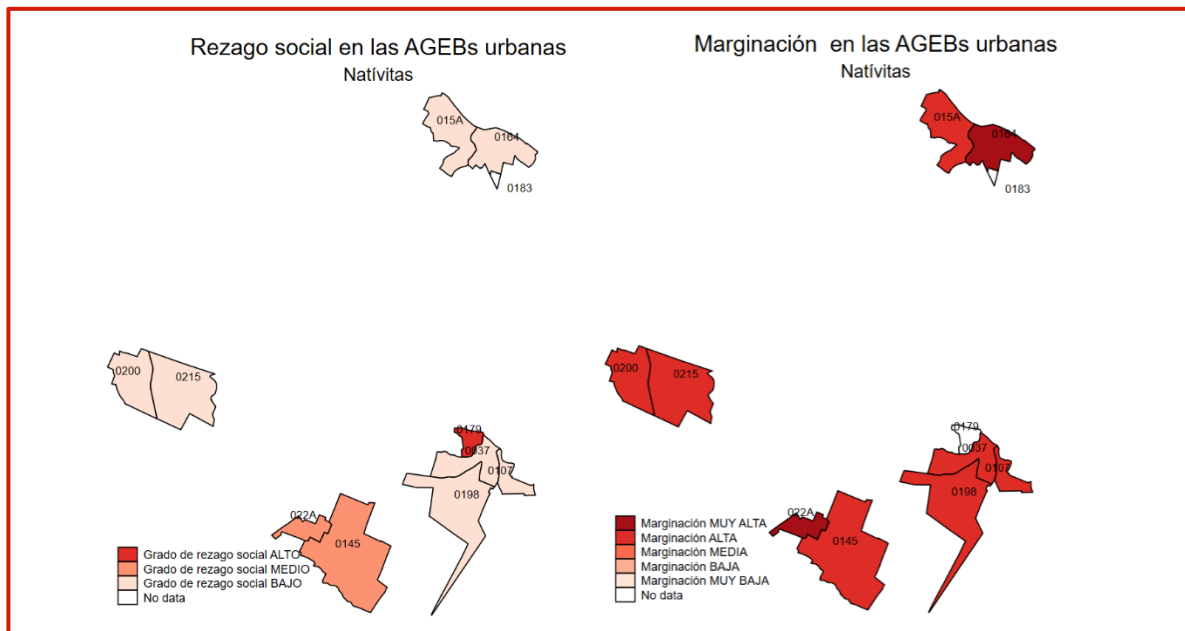 Rezago social en las AGEBs urbanas
Natívitas
015A
0164
0183
0200
0215
0179
0037
0107
0198
022A
0145
Grado de rezago social ALTO
Grado de rezago social MEDIO
Grado de rezago social BAJO
No data
Marginación en las AGEBs urbanas
Natívitas
015A
0164
0183
0200
0215
0179
0037
0107
0198
022A
0145
Marginación MUY ALTA
Marginación ALTA
Marginación MEDIA
Marginación BAJA
Marginación MUY BAJA
No data